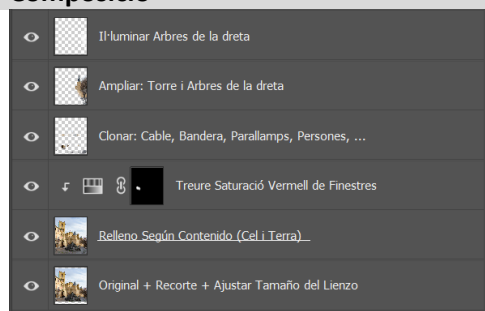 Composició
Il·luminar Arbres de la dreta
Ampliar: Torre i Arbres de la dreta
Clonar: Cable, Bandera, Parallamps, Persones, ...
Treure Saturació Vermell de Finestres
Relleno Según Contenido (Cel i Terra)
Original + Recorte + Ajustar Tamaño del Lienzo